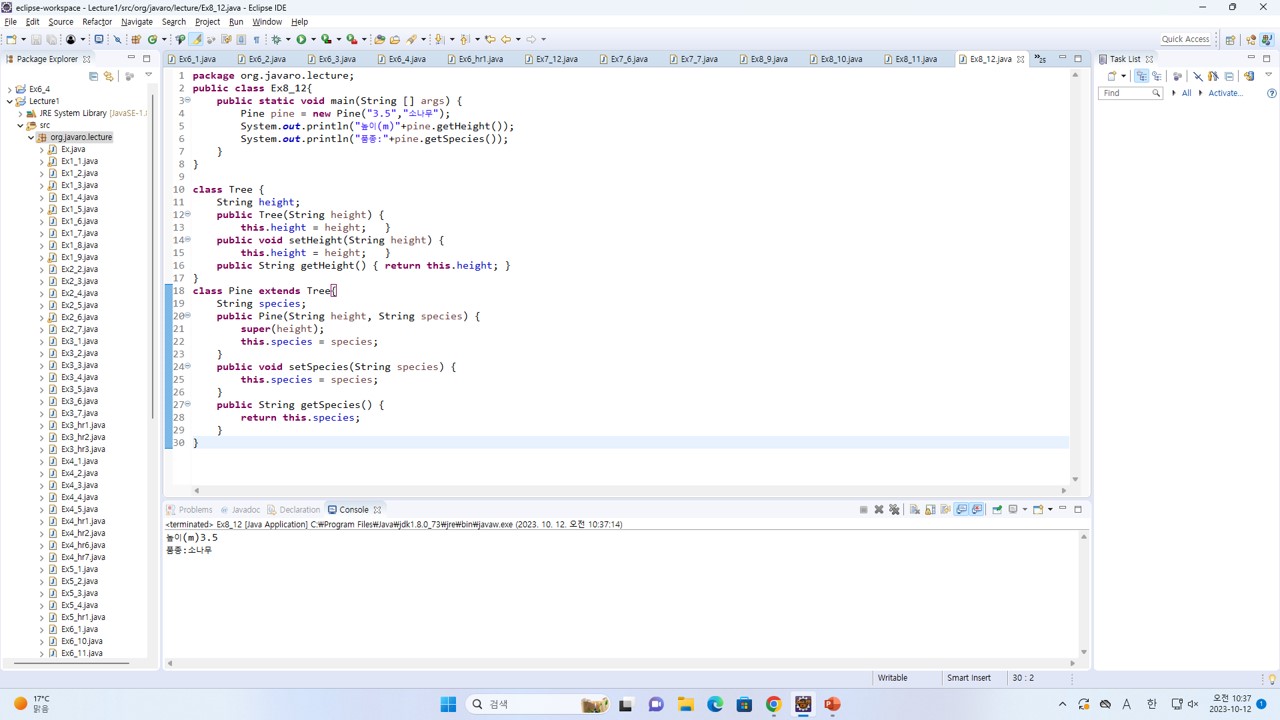 eclipse-workspace - Lecture1/src/org/javaro/lecture/Ex8_12.java - Eclipse IDE
File Edit Source Refactor Navigate Search Project Run Window Help
Quick Access
Package Explorer
Ex6_1.java Ex6_2.java Ex6_3.java Ex6_4.java Ex6_hr1.java Ex7_12.java Ex7_6.java Ex7_7.java Ex8_9.java Ex8_10.java Ex8_11.java Ex8_12.java
Task List
Find All Activate...
Ex6_4
Lecture1
JRE System Library [JavaSE-1.
src
org.javaro.lecture
Ex.java
Ex1_1.java
Ex1_2.java
Ex1_3.java
Ex1_4.java
Ex1_5.java
Ex1_6.java
Ex1_7.java
Ex1_8.java
Ex1_9.java
Ex2_2.java
Ex2_3.java
Ex2_4.java
Ex2_5.java
Ex2_6.java
Ex2_7.java
Ex3_1.java
Ex3_2.java
Ex3_3.java
Ex3_4.java
Ex3_5.java
Ex3_6.java
Ex3_7.java
Ex3_hr1.java
Ex3_hr2.java
Ex3_hr3.java
Ex4_1.java
Ex4_2.java
Ex4_3.java
Ex4_4.java
Ex4_5.java
Ex4_hr1.java
Ex4_hr2.java
Ex4_hr6.java
Ex4_hr7.java
Ex5_1.java
Ex5_2.java
Ex5_3.java
Ex5_4.java
Ex5_hr1.java
Ex6_1.java
Ex6_10.java
Ex6_11.java
1 package org.javaro.lecture;
2 public class Ex8_12{
3 public static void main(String [] args) {
4 Pine pine = new Pine("3.5","소나무");
5 System.out.println("높이(m)"+pine.getHeight());
6 System.out.println("품종:"+pine.getSpecies());
7 }
8 }
9
10 class Tree {
11 String height;
12 public Tree(String height) {
13 this.height = height; }
14 public void setHeight(String height) {
15 this.height = height; }
16 public String getHeight() { return this.height; }
17 }
18 class Pine extends Tree{
19 String species;
20 public Pine(String height, String species) {
21 super(height);
22 this.species = species;
23 }
24 public void setSpecies(String species) {
25 this.species = species;
26 }
27 public String getSpecies() {
28 return this.species;
29 }
30 }
Problems Javadoc Declaration Console
<terminated> Ex8_12 [Java Application] C:₩Program Files₩Java₩jdk1.8.0_73₩jre₩bin₩javaw.exe (2023. 10. 12. 오전 10:37:14)
높이(m)3.5
품종:소나무
Writable Smart Insert 30 : 2
17°C
맑음
검색
A 한
오전 10:37
2023-10-12